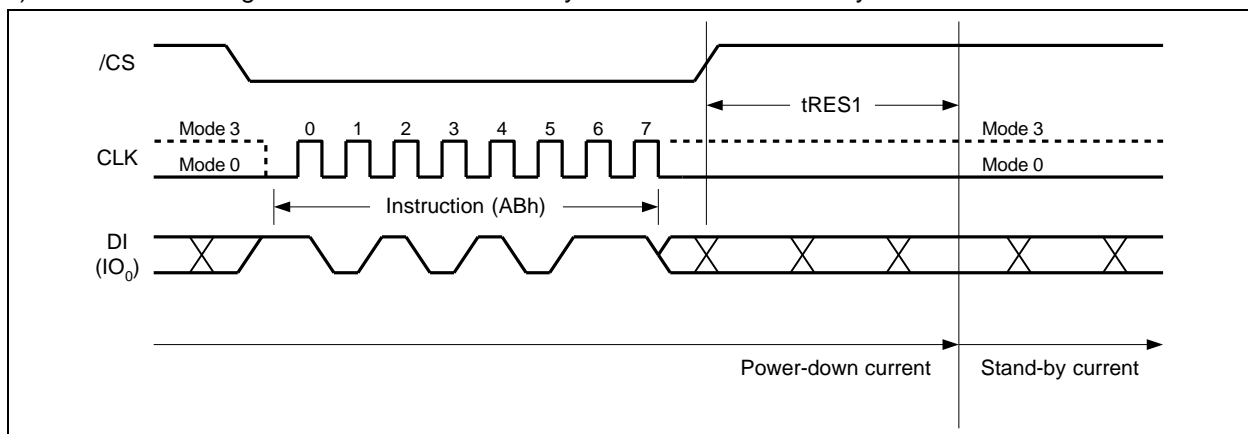 /CS
tRES1
Mode 3 0 1 2 3 4 5 6 7 Mode 3
CLK
Mode 0 Mode 0
Instruction (ABh)
DI
(IO0)
Power-down current Stand-by current